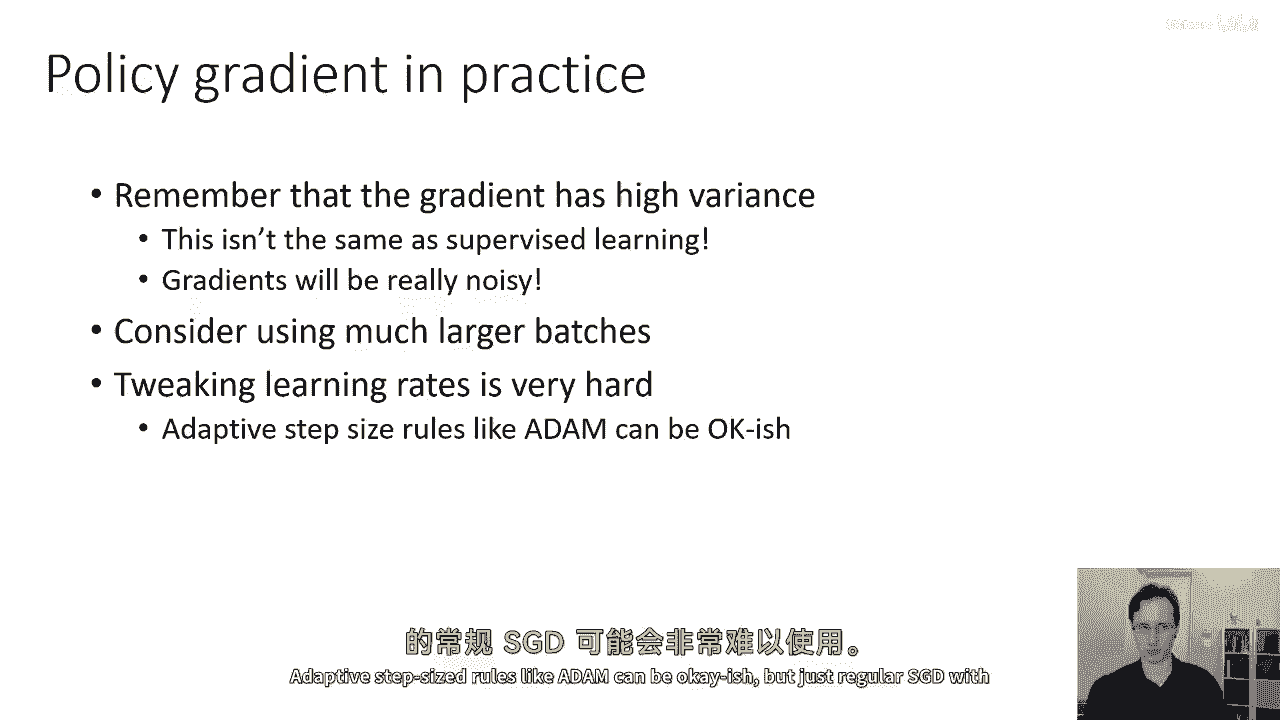 Policy gradient in practice
• Remember that the gradient has high variance
• This isn't the same as supervised learning!
• Gradients will be really noisy!
• Consider using much larger batches
• Tweaking learning rates is very hard
• Adaptive step size rules like ADAM can be OK-ish
的常规 SGD 可能会非常难以使用。
Adaptive step-sized rules like ADAM can be okay-ish, but just regular SGD with